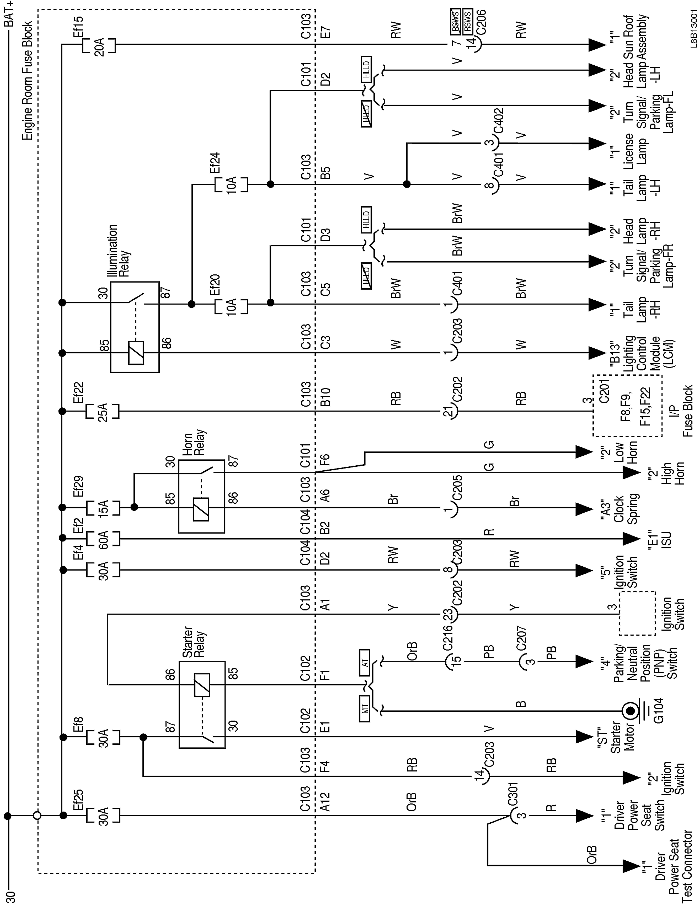 BAT+
30
Engine Room Fuse Block
LBB13001
Ef15
20A
C103
E7
RW
7
14
C206
RW
"1"
Sun Roof
Assembly
C101
D2
HLLD
V
"2"
Head
Lamp
-LH
V
"2"
Turn
Signal/
Parking
Lamp-FL
Ef24
10A
C103
B5
V
V
3
C402
V
"1"
License
Lamp
V
8
C401
V
"1"
Tail
Lamp
-LH
C101
D3
HLLD
BrW
"2"
Head
Lamp
-RH
BrW
"2"
Turn
Signal/
Parking
Lamp-FR
Illumination
Relay
30
87
85
86
Ef20
10A
C103
C5
BrW
1
C401
BrW
"1"
Tail
Lamp
-RH
C103
C3
W
1
C203
W
"B13"
Lighting
Control
Module
(LCM)
Ef22
25A
C103
B10
RB
21
C202
RB
3
C201
F8,F9,
F15,F22
I/P
Fuse Block
Horn
Relay
30
87
85
86
C101
F6
G
"2"
Low
Horn
G
"2"
High
Horn
Ef29
15A
C103
A6
Br
1
C205
Br
"A3"
Clock
Spring
Ef2
60A
C104
B2
R
"E1"
ISU
Ef4
30A
C104
D2
RW
8
C203
RW
"5"
Ignition
Switch
C103
A1
Y
23
C202
Y
3
Ignition
Switch
Starter
Relay
86
85
87
30
C102
F1
AT
OrB
15
C216
PB
3
C207
PB
"4"
Parking/
Neutral
Position
(PNP)
Switch
MT
B
G104
Ef8
30A
C102
E1
V
"ST"
Starter
Motor
C103
F4
RB
14
C203
RB
"2"
Ignition
Switch
Ef25
30A
C103
A12
OrB
3
C301
R
"1"
Driver
Power
Seat
Switch
OrB
"1"
Driver
Power Seat
Test Connector